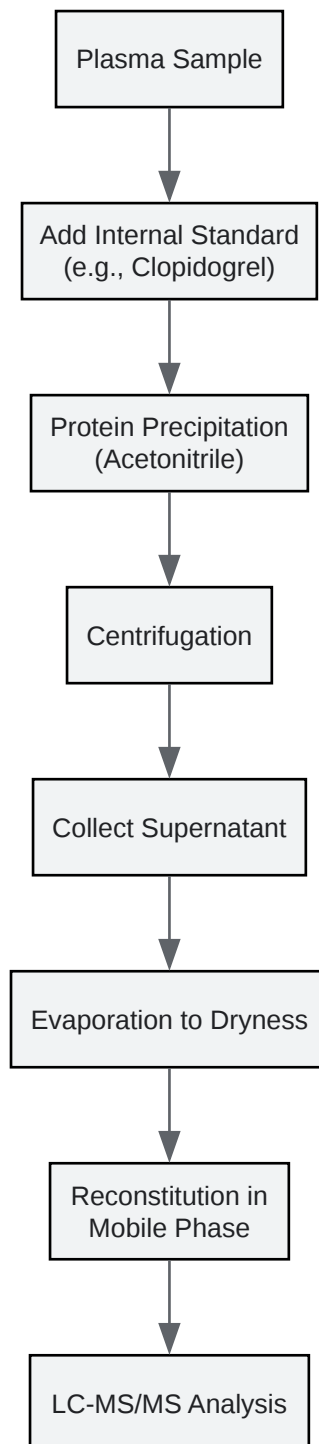 Plasma Sample
Add Internal Standard
(e.g., Clopidogrel)
Protein Precipitation
(Acetonitrile)
Centrifugation
Collect Supernatant
Evaporation to Dryness
Reconstitution in
Mobile Phase
LC-MS/MS Analysis